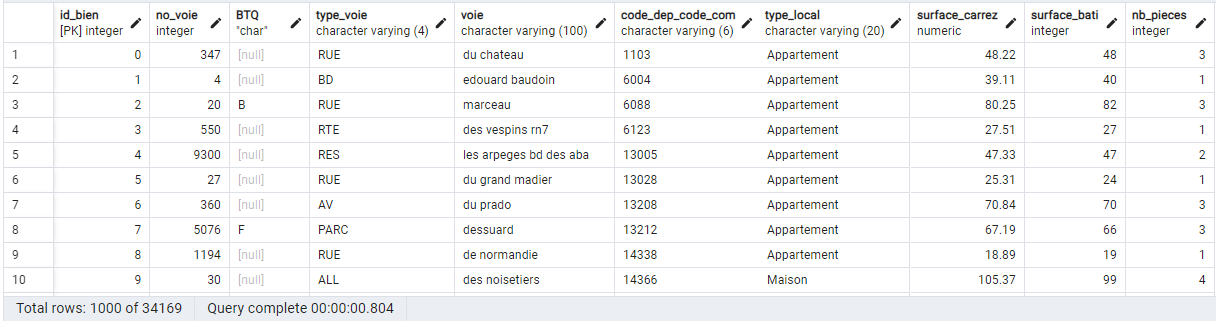 id_bien no_voie BTQ type_voie voie code_dep_code_com type_local surface_carrez surface_bati nb_pieces
[PK] integer integer "char" character varying (4) character varying (100) character varying (6) character varying (20) numeric integer integer
1 0 347 [null] RUE du chateau 1103 Appartement 48.22 48 3
2 1 4 [null] BD edouard baudoin 6004 Appartement 39.11 40 1
3 2 20 B RUE marceau 6088 Appartement 80.25 82 3
4 3 550 [null] RTE des vespins rn7 6123 Appartement 27.51 27 1
5 4 9300 [null] RES les arpeges bd des aba 13005 Appartement 47.33 47 2
6 5 27 [null] RUE du grand madier 13028 Appartement 25.31 24 1
7 6 360 [null] AV du prado 13208 Appartement 70.84 70 3
8 7 5076 F PARC dessuard 13212 Appartement 67.19 66 3
9 8 1194 [null] RUE de normandie 14338 Appartement 18.89 19 1
10 9 30 [null] ALL des noisetiers 14366 Maison 105.37 99 4
Total rows: 1000 of 34169 Query complete 00:00:00.804